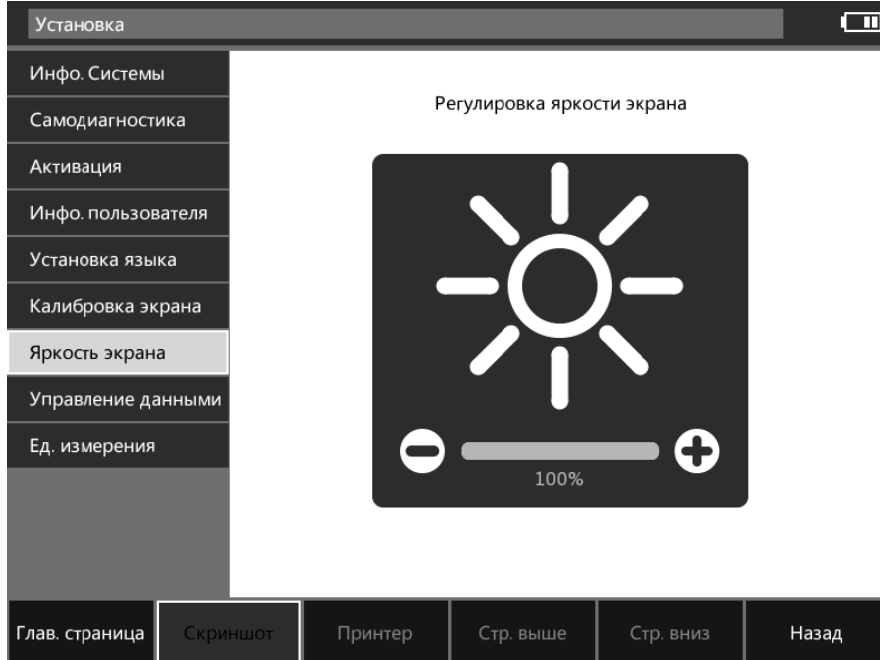 Установка
Инфо. Системы
Самодиагностика
Активация
Инфо. пользователя
Установка языка
Калибровка экрана
Яркость экрана
Управление данными
Ед. измерения
Регулировка яркости экрана
100%
Глав. страница
Скриншот
Принтер
Стр. выше
Стр. вниз
Назад